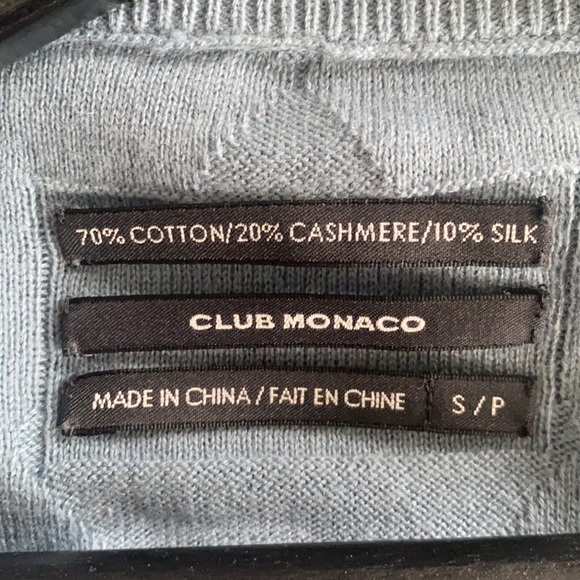 70% COTTON/20% CASHMERE/10% SILK
CLUB MONACO
MADE IN CHINA / FAIT EN CHINE S / P